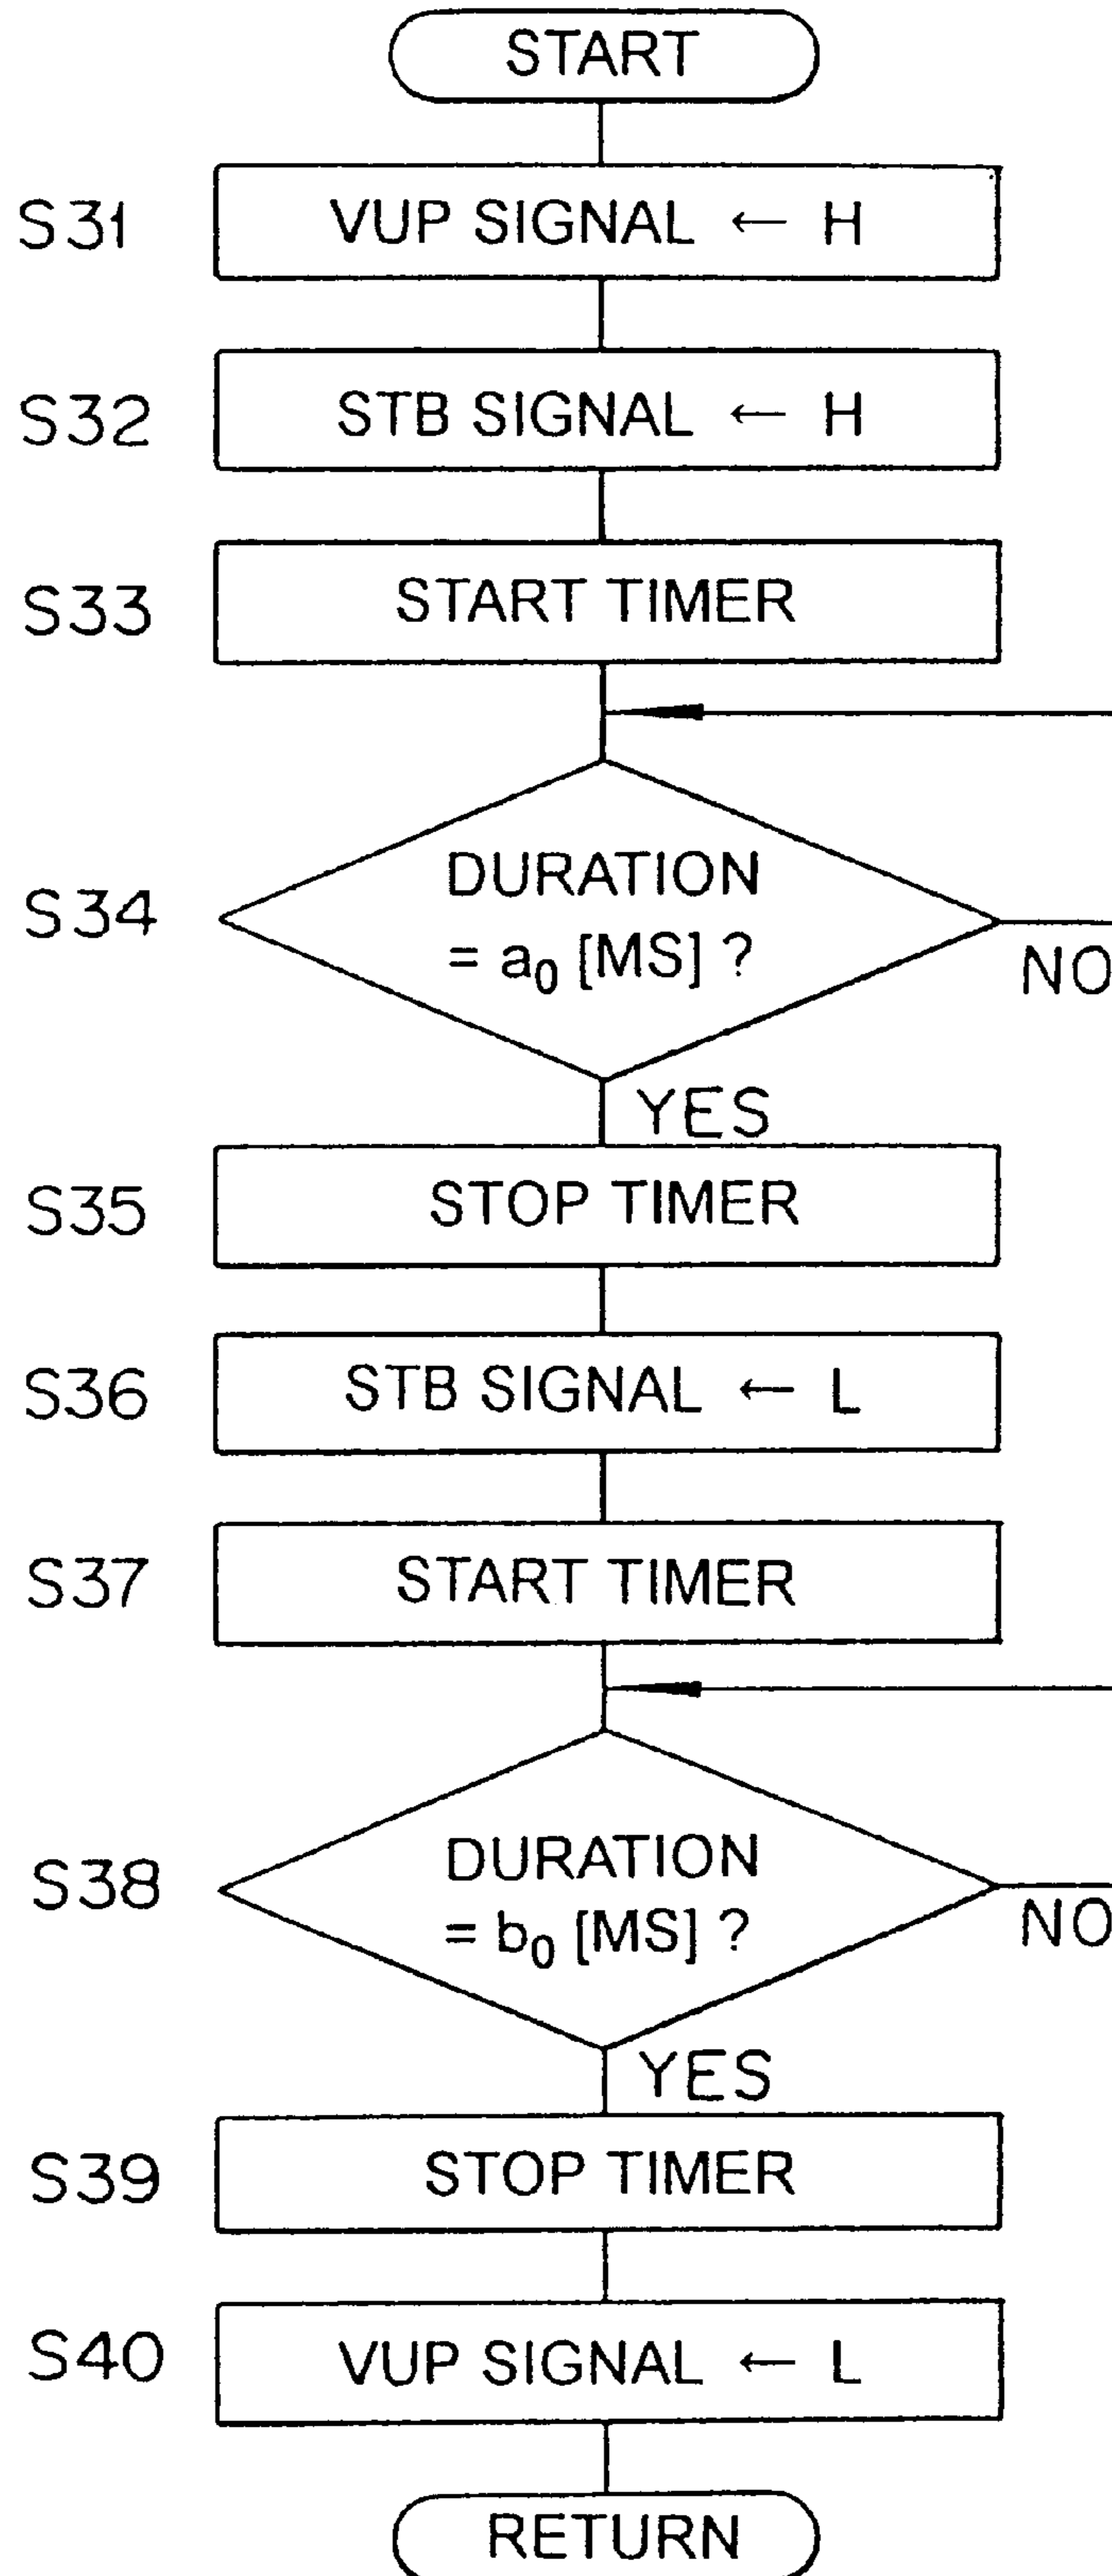 START
S31 VUP SIGNAL ← H
S32 STB SIGNAL ← H
S33 START TIMER
S34 DURATION
= a₀ [MS] ?
NO
YES
S35 STOP TIMER
S36 STB SIGNAL ← L
S37 START TIMER
S38 DURATION
= b₀ [MS] ?
NO
YES
S39 STOP TIMER
S40 VUP SIGNAL ← L
RETURN